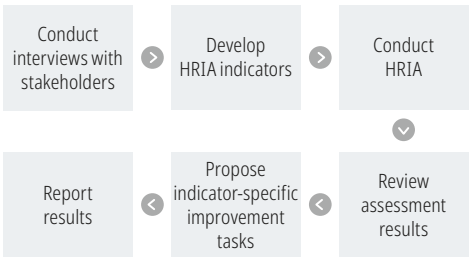 Conduct
interviews with
stakeholders
Develop
HRIA indicators
Conduct
HRIA
Review
assessment
results
Propose
indicator-specific
improvement
tasks
Report
results